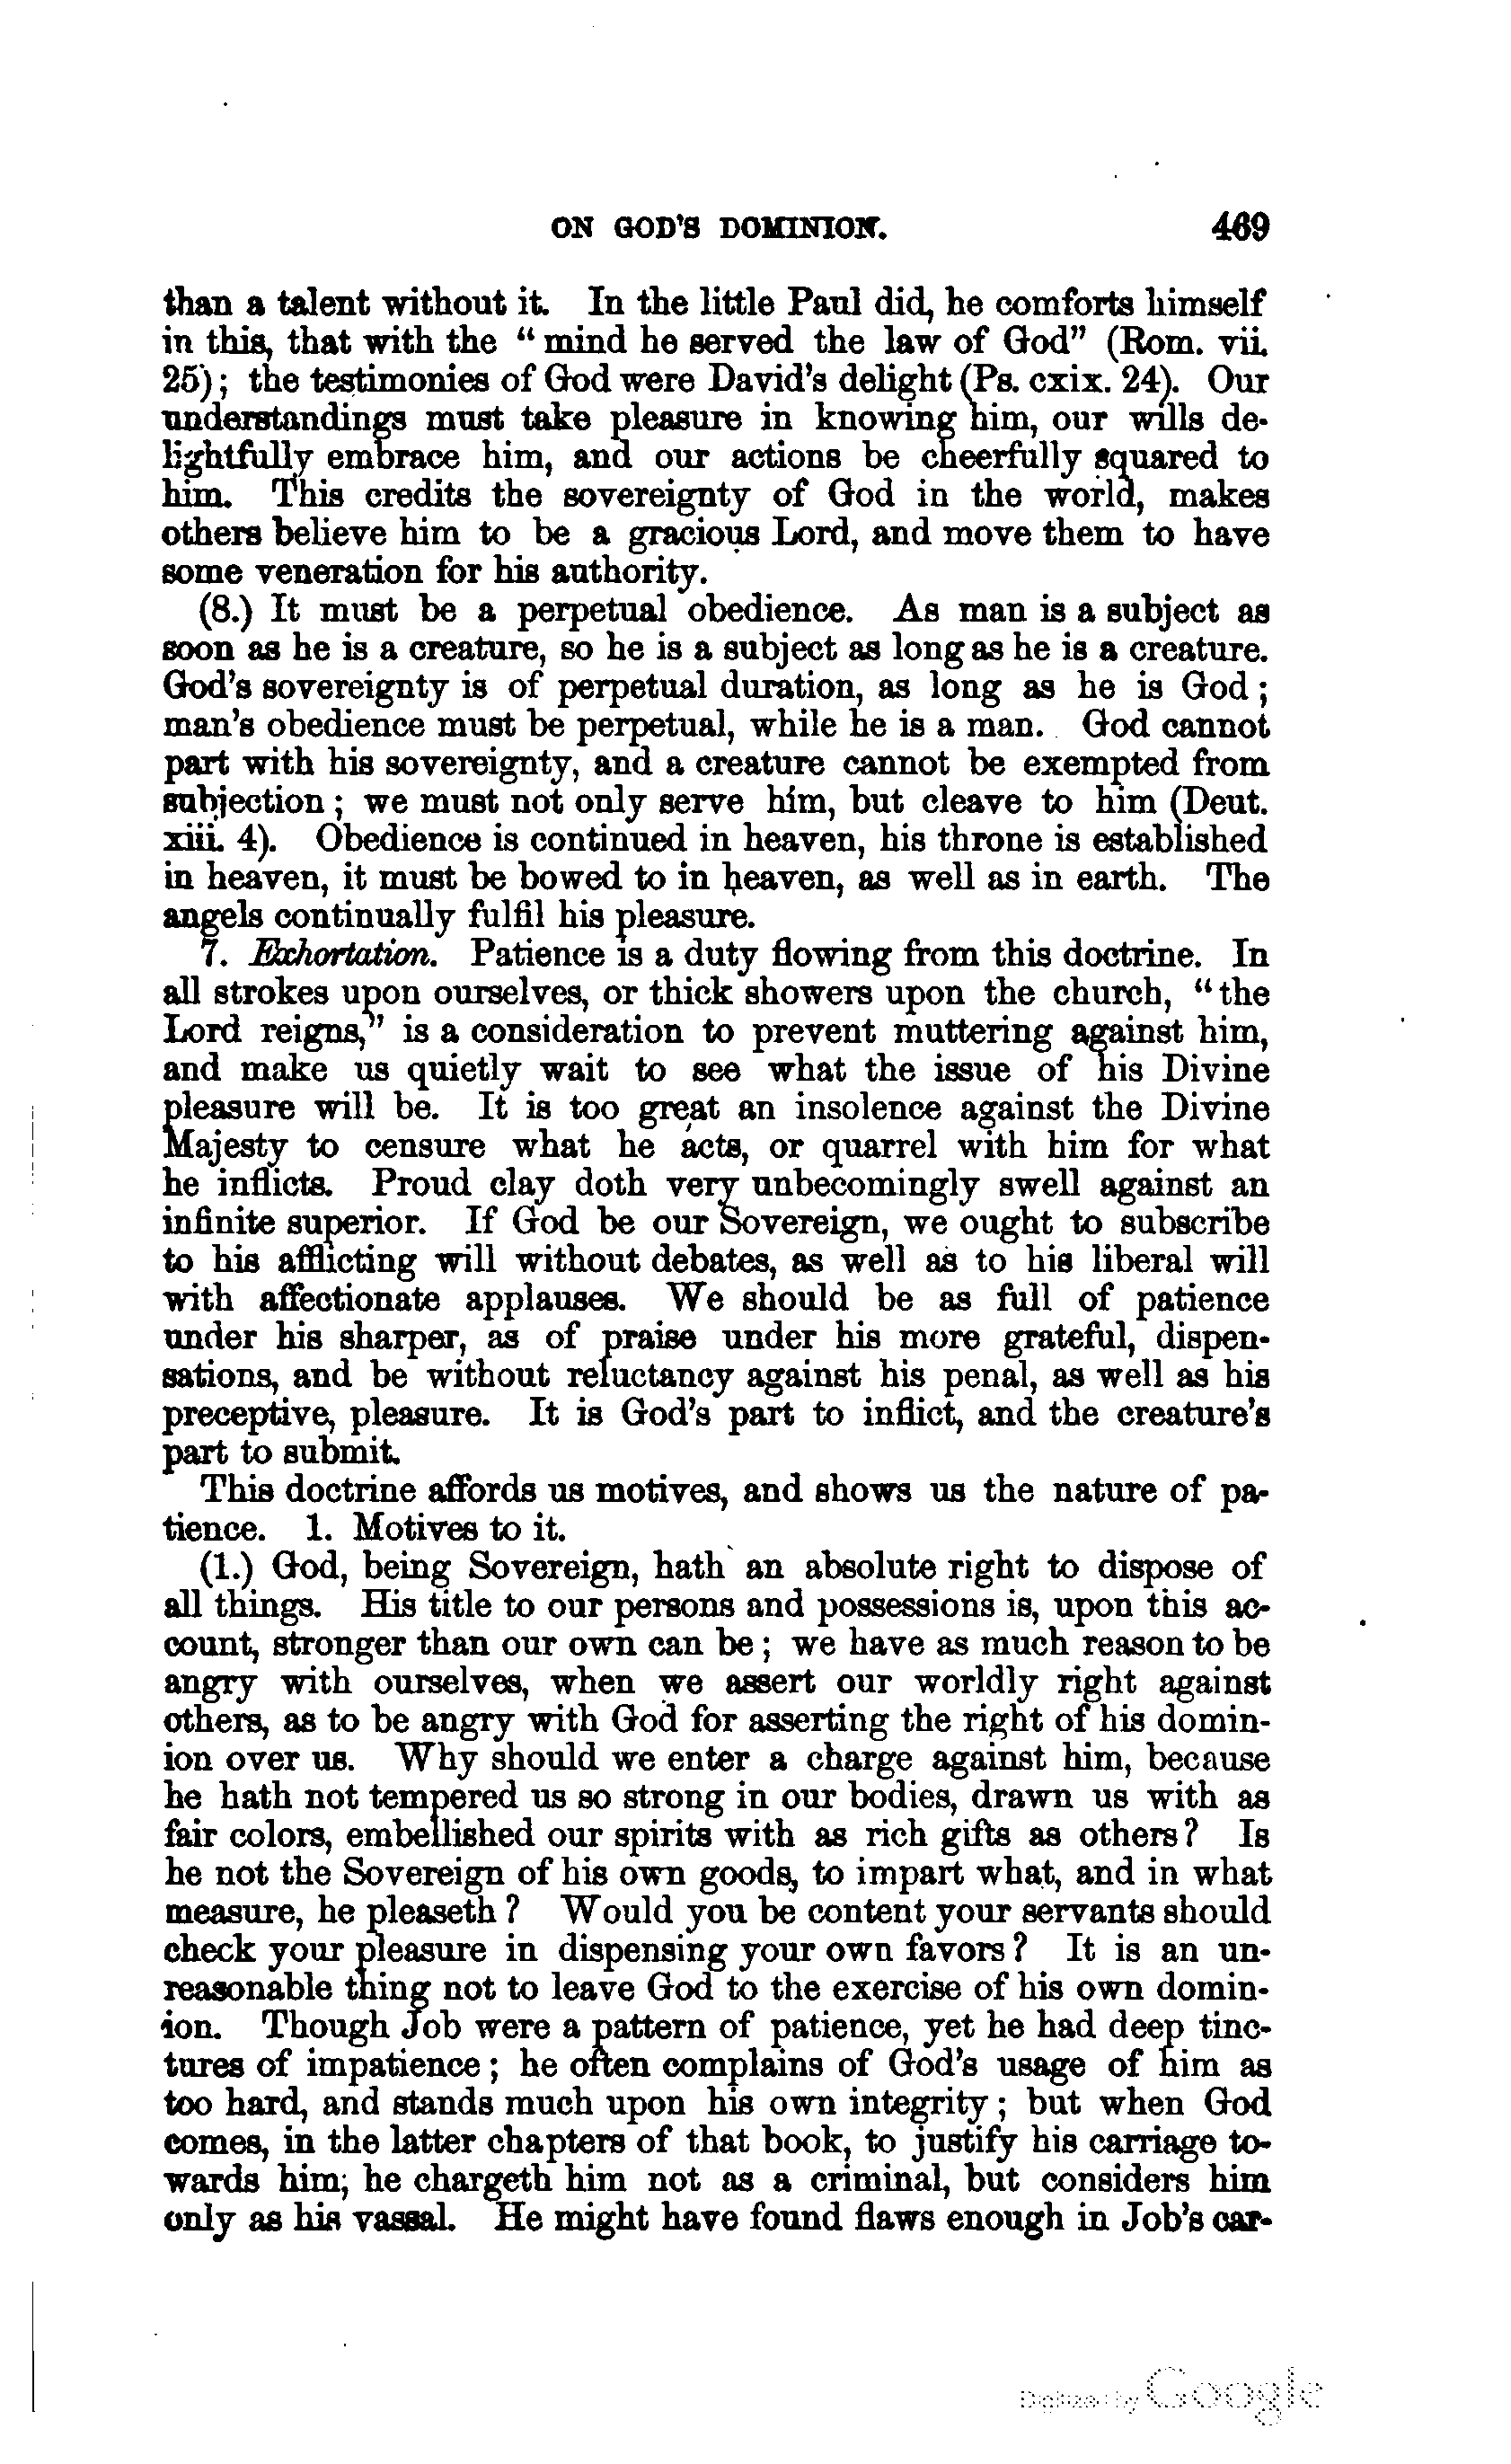 ON GOD'S DOMINION. 469
than a talent without it. In the little Paul did, he comforts himself
in this, that with the “mind he served the law of God” (Rom. vii.
25); the testimonies of God were David's delight (Ps. cxix. 24). Our
understandings must take pleasure in knowing him, our wills de-
lightfully embrace him, and our actions be cheerfully squared to
him. This credits the sovereignty of God in the world, makes
others believe him to be a gracious Lord, and move them to have
some veneration for his authority.
(8.) It must be a perpetual obedience. As man is a subject as
soon as he is a creature, so he is a subject as long as he is a creature.
God's sovereignty is of perpetual duration, as long as he is God;
man's obedience must be perpetual, while he is a man. God cannot
part with his sovereignty, and a creature cannot be exempted from
subjection; we must not only serve him, but cleave to him (Deut.
xiii. 4). Obedience is continued in heaven, his throne is established
in heaven, it must be bowed to in heaven, as well as in earth. The
angels continually fulfil his pleasure.
7. Exhortation. Patience is a duty flowing from this doctrine. In
all strokes upon ourselves, or thick showers upon the church, “the
Lord reigns,” is a consideration to prevent muttering against him,
and make us quietly wait to see what the issue of his Divine
pleasure will be. It is too great an insolence against the Divine
Majesty to censure what he acts, or quarrel with him for what
he inflicts. Proud clay doth very unbecomingly swell against an
infinite superior. If God be our Sovereign, we ought to subscribe
to his afflicting will without debates, as well as to his liberal will
with affectionate applauses. We should be as full of patience
under his sharper, as of praise under his more grateful, dispen-
sations, and be without reluctancy against his penal, as well as his
preceptive, pleasure. It is God's part to inflict, and the creature's
part to submit.
This doctrine affords us motives, and shows us the nature of pa-
tience. 1. Motives to it.
(1.) God, being Sovereign, hath an absolute right to dispose of
all things. His title to our persons and possessions is, upon this ac-
count, stronger than our own can be; we have as much reason to be
angry with ourselves, when we assert our worldly right against
others, as to be angry with God for asserting the right of his domin-
ion over us. Why should we enter a charge against him, because
he hath not tempered us so strong in our bodies, drawn us with as
fair colors, embellished our spirits with as rich gifts as others? Is
he not the Sovereign of his own goods, to impart what, and in what
measure, he pleaseth? Would you be content your servants should
check your pleasure in dispensing your own favors? It is an un-
reasonable thing not to leave God to the exercise of his own domin-
ion. Though Job were a pattern of patience, yet he had deep tinc-
tures of impatience; he often complains of God's usage of him as
too hard, and stands much upon his own integrity; but when God
comes, in the latter chapters of that book, to justify his carriage to-
wards him; he chargeth him not as a criminal, but considers him
only as his vassal. He might have found flaws enough in Job's car-
Digitized by Google